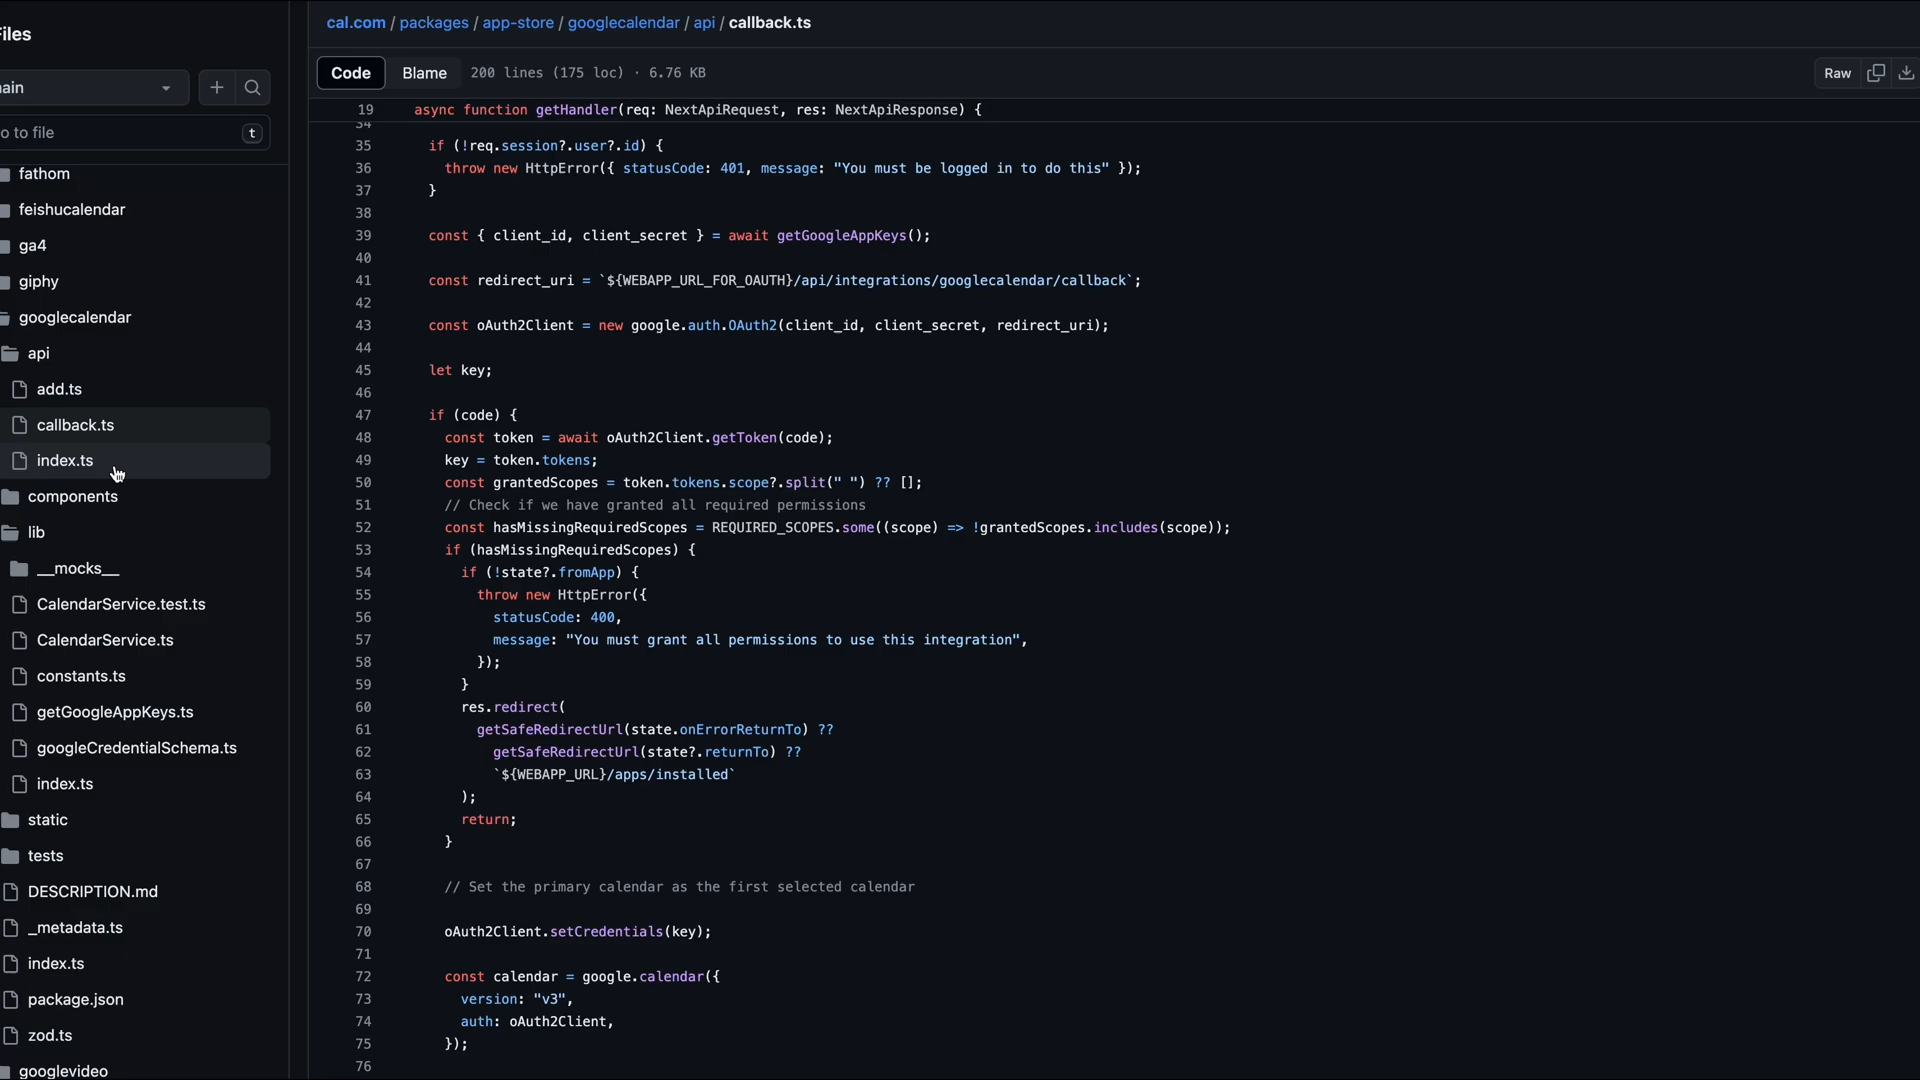 Files
ain
o to file
t
fathom
feishucalendar
ga4
giphy
googlecalendar
api
add.ts
callback.ts
index.ts
components
lib
__mocks__
CalendarService.test.ts
CalendarService.ts
constants.ts
getGoogleAppKeys.ts
googleCredentialSchema.ts
index.ts
static
tests
DESCRIPTION.md
_metadata.ts
index.ts
package.json
zod.ts
googlevideo
cal.com / packages / app-store / googlecalendar / api / callback.ts
Code Blame 200 lines (175 loc) · 6.76 KB Raw
19 async function getHandler(req: NextApiRequest, res: NextApiResponse) {
34
35 if (!req.session?.user?.id) {
36 throw new HttpError({ statusCode: 401, message: "You must be logged in to do this" });
37 }
38
39 const { client_id, client_secret } = await getGoogleAppKeys();
40
41 const redirect_uri = `${WEBAPP_URL_FOR_OAUTH}/api/integrations/googlecalendar/callback`;
42
43 const oAuth2Client = new google.auth.OAuth2(client_id, client_secret, redirect_uri);
44
45 let key;
46
47 if (code) {
48 const token = await oAuth2Client.getToken(code);
49 key = token.tokens;
50 const grantedScopes = token.tokens.scope?.split(" ") ?? [];
51 // Check if we have granted all required permissions
52 const hasMissingRequiredScopes = REQUIRED_SCOPES.some((scope) => !grantedScopes.includes(scope));
53 if (hasMissingRequiredScopes) {
54 if (!state?.fromApp) {
55 throw new HttpError({
56 statusCode: 400,
57 message: "You must grant all permissions to use this integration",
58 });
59 }
60 res.redirect(
61 getSafeRedirectUrl(state.onErrorReturnTo) ??
62 getSafeRedirectUrl(state?.returnTo) ??
63 `${WEBAPP_URL}/apps/installed`
64 );
65 return;
66 }
67
68 // Set the primary calendar as the first selected calendar
69
70 oAuth2Client.setCredentials(key);
71
72 const calendar = google.calendar({
73 version: "v3",
74 auth: oAuth2Client,
75 });
76